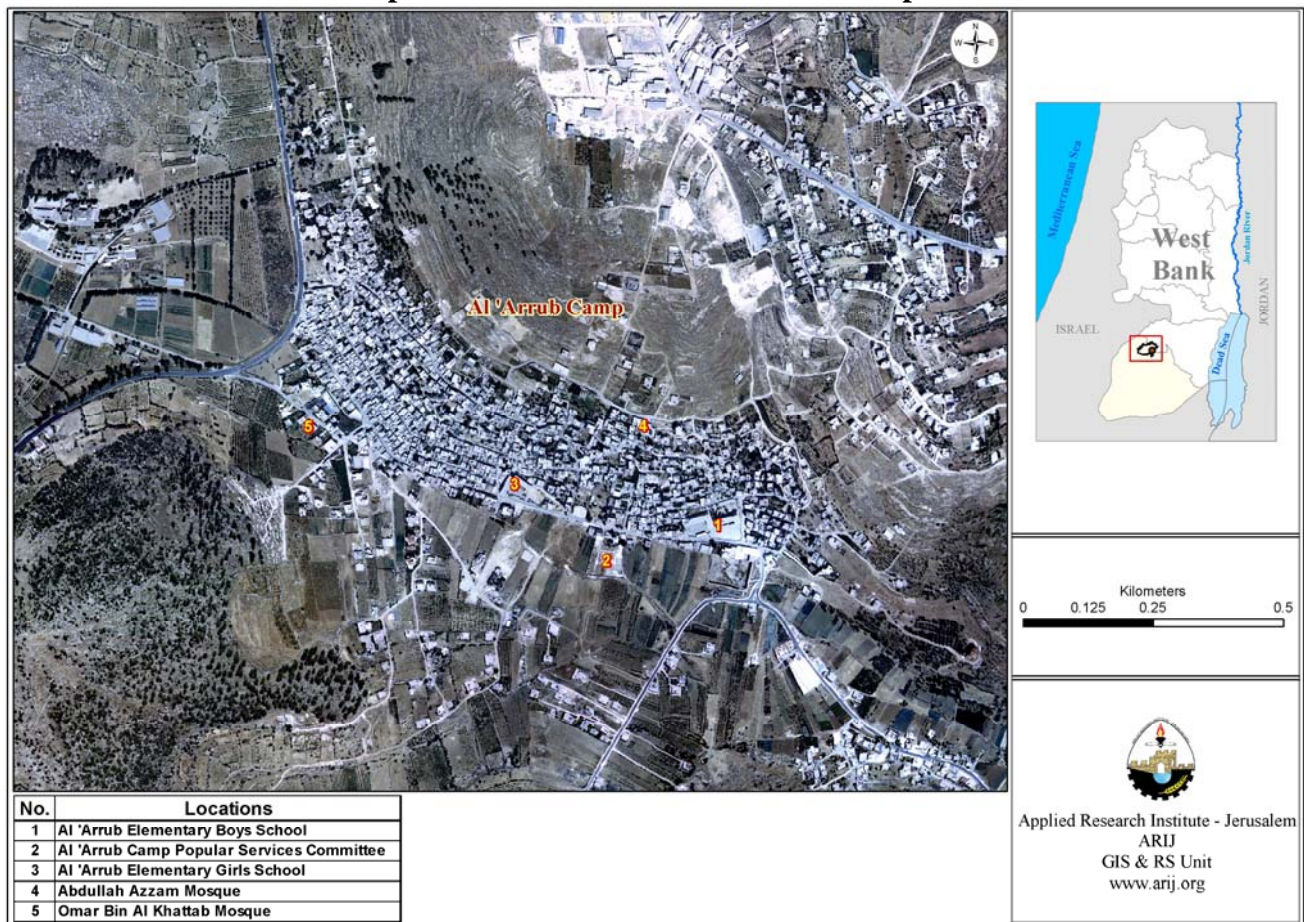 N
W E
S
Al 'Arrub Camp
5
4
3
1
2
Mediterranean Sea
West
Bank
Jordan River
ISRAEL
JORDAN
Dead Sea
Kilometers
0 0.125 0.25 0.5
Applied Research Institute - Jerusalem
ARIJ
GIS & RS Unit
www.arij.org
No. Locations
1 Al 'Arrub Elementary Boys School
2 Al 'Arrub Camp Popular Services Committee
3 Al 'Arrub Elementary Girls School
4 Abdullah Azzam Mosque
5 Omar Bin Al Khattab Mosque